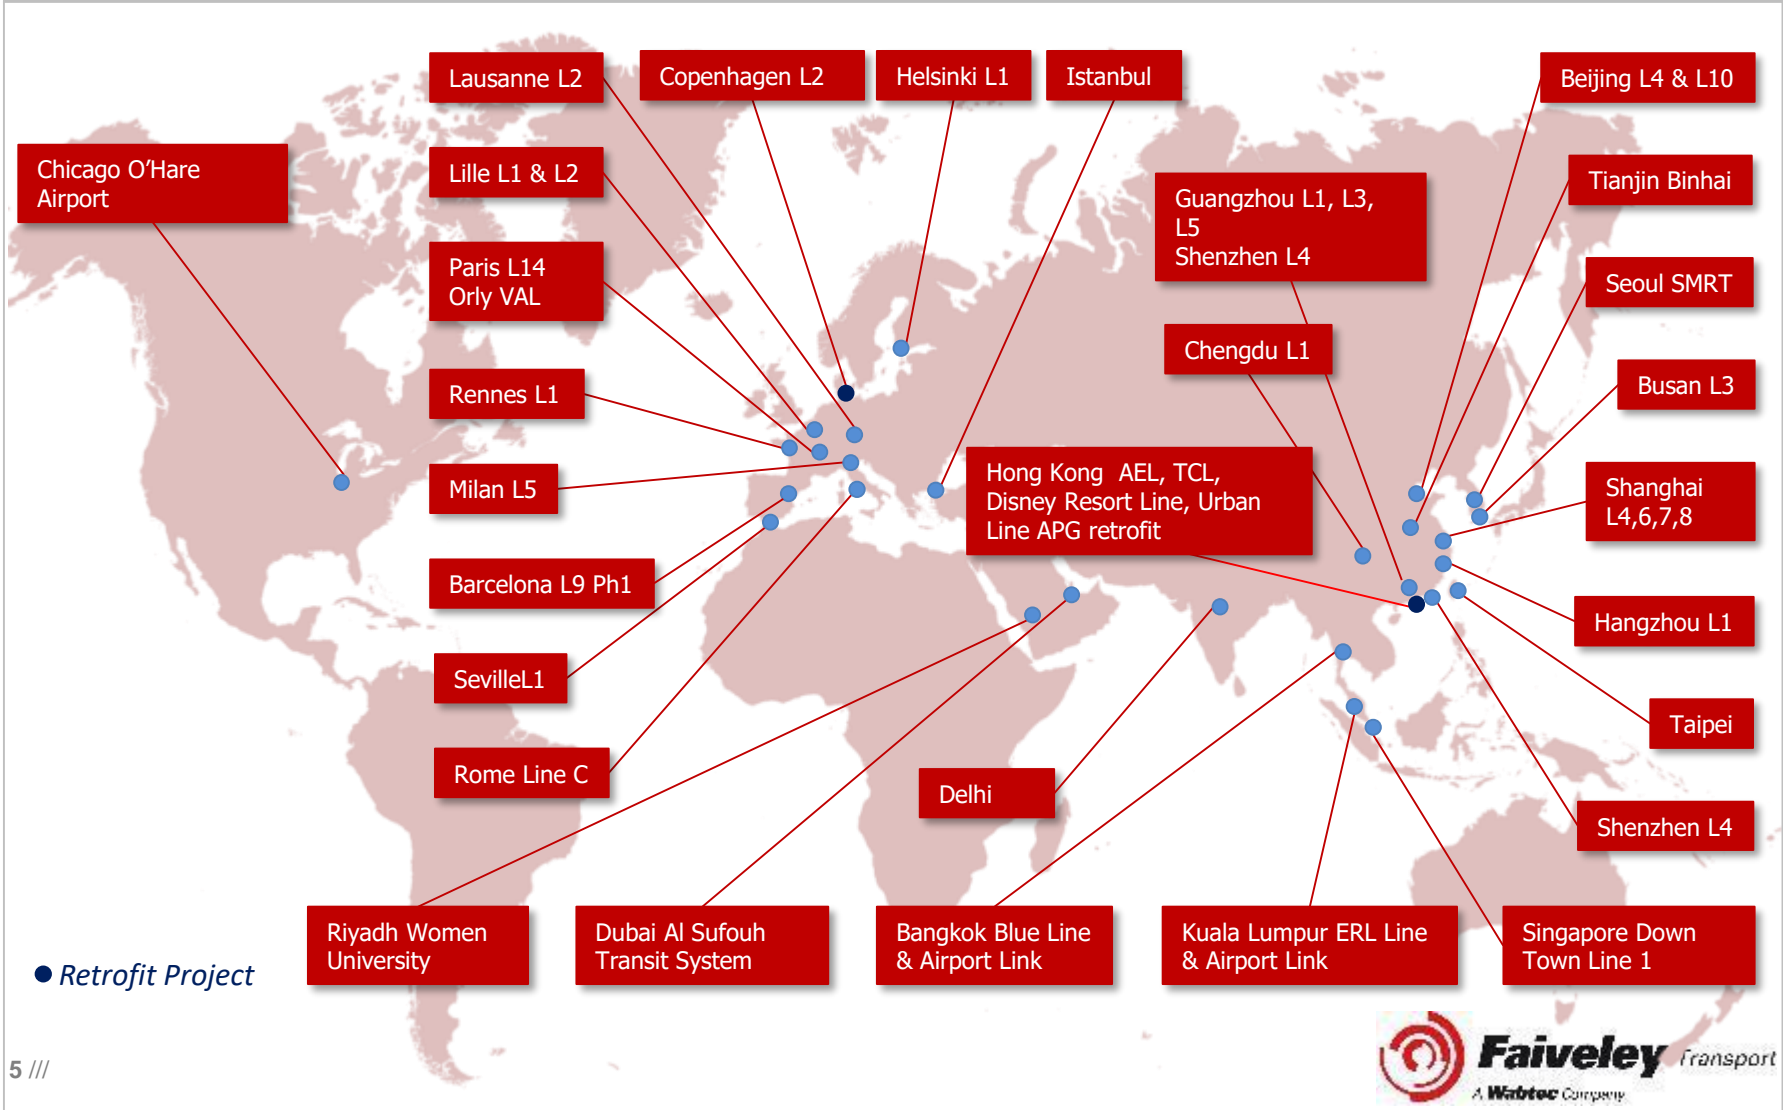 Lausanne L2
Copenhagen L2
Helsinki L1
Istanbul
Beijing L4 & L10
Chicago O’Hare
Airport
Lille L1 & L2
Tianjin Binhai
Guangzhou L1, L3,
L5
Shenzhen L4
Paris L14
Orly VAL
Seoul SMRT
Chengdu L1
Rennes L1
Busan L3
Milan L5
Hong Kong  AEL, TCL,
Disney Resort Line, Urban
Line APG retrofit
Shanghai
L4,6,7,8
Barcelona L9 Ph1
Hangzhou L1
SevilleL1
Taipei
Rome Line C
Delhi
Shenzhen L4
Riyadh Women
University
Dubai Al Sufouh
Transit System
Bangkok Blue Line
& Airport Link
Kuala Lumpur ERL Line
& Airport Link
Singapore Down
Town Line 1
Retrofit Project
5 ///
Faiveley Transport
A Wabtec Company